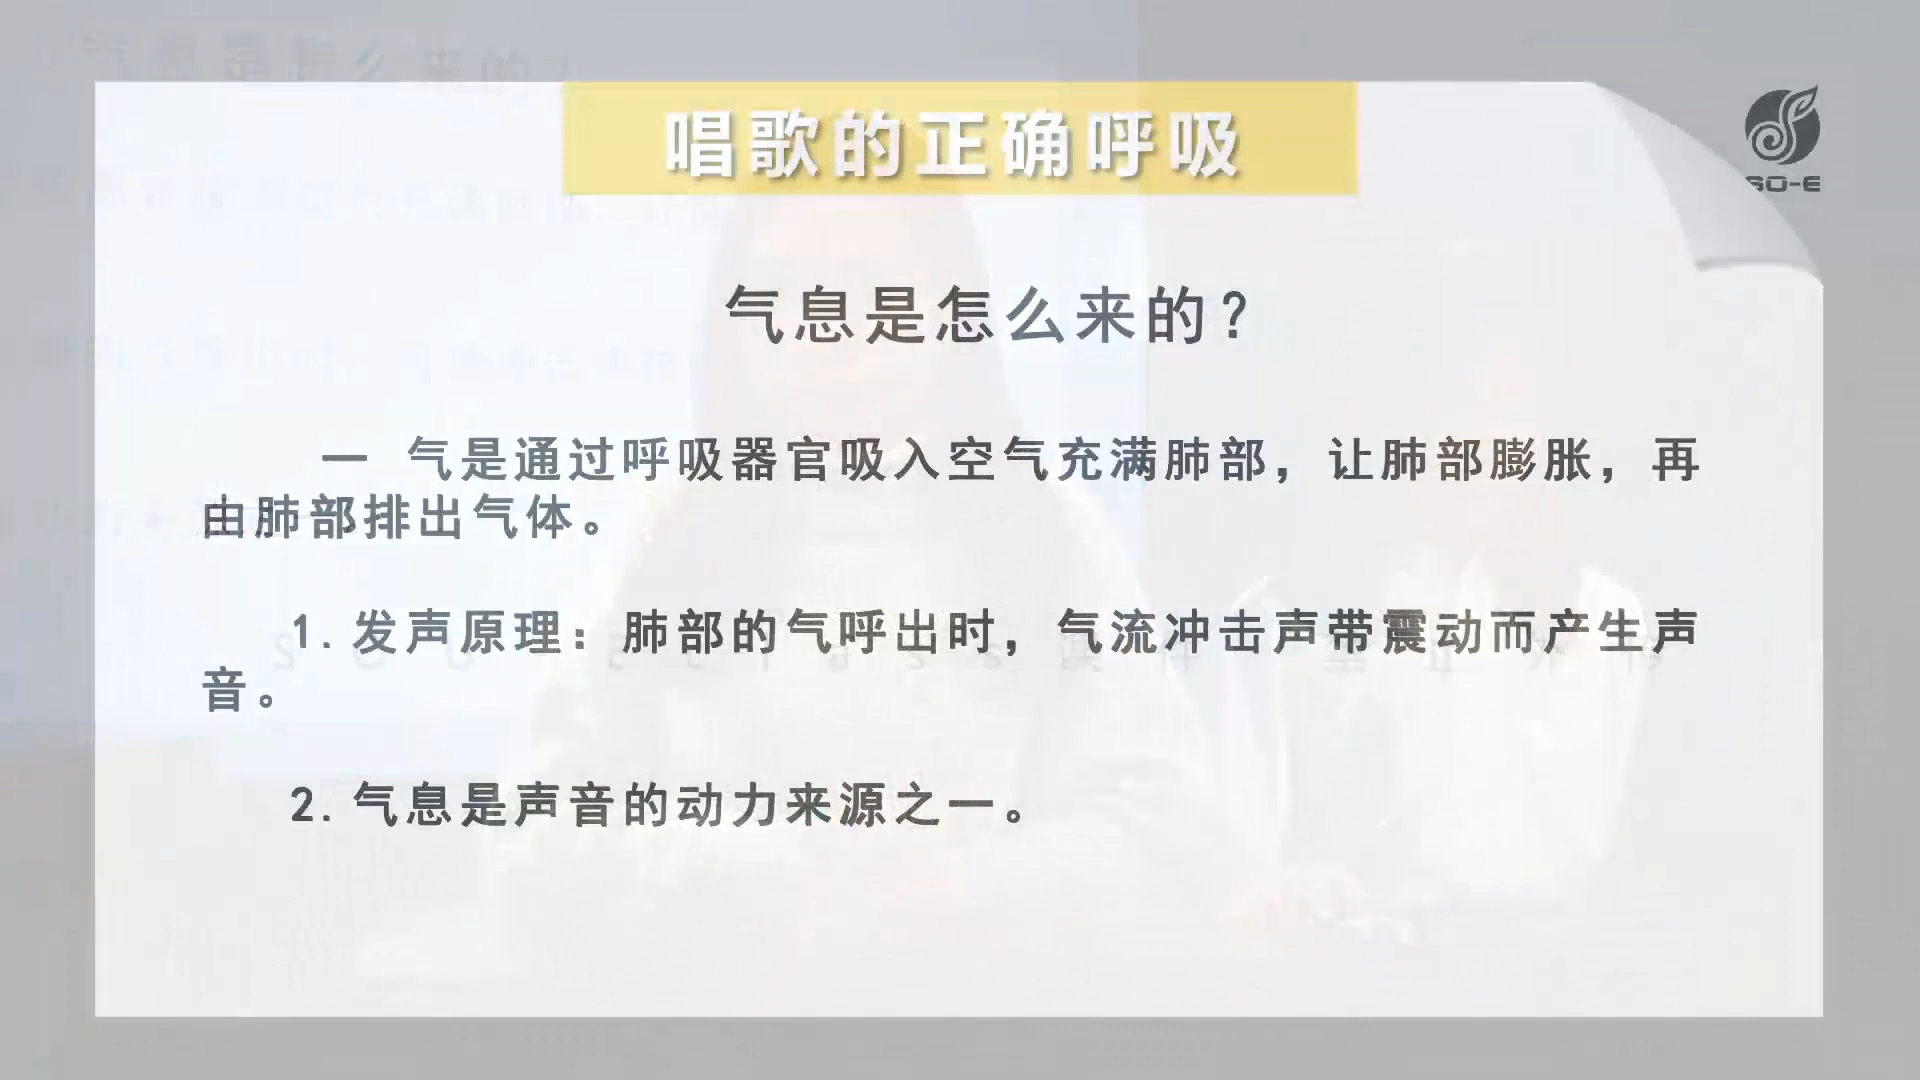 唱歌的正确呼吸
SO-E
气息是怎么来的？
一 气是通过呼吸器官吸入空气充满肺部，让肺部膨胀，再
由肺部排出气体。
1.发声原理：肺部的气呼出时，气流冲击声带震动而产生声
音。
2.气息是声音的动力来源之一。